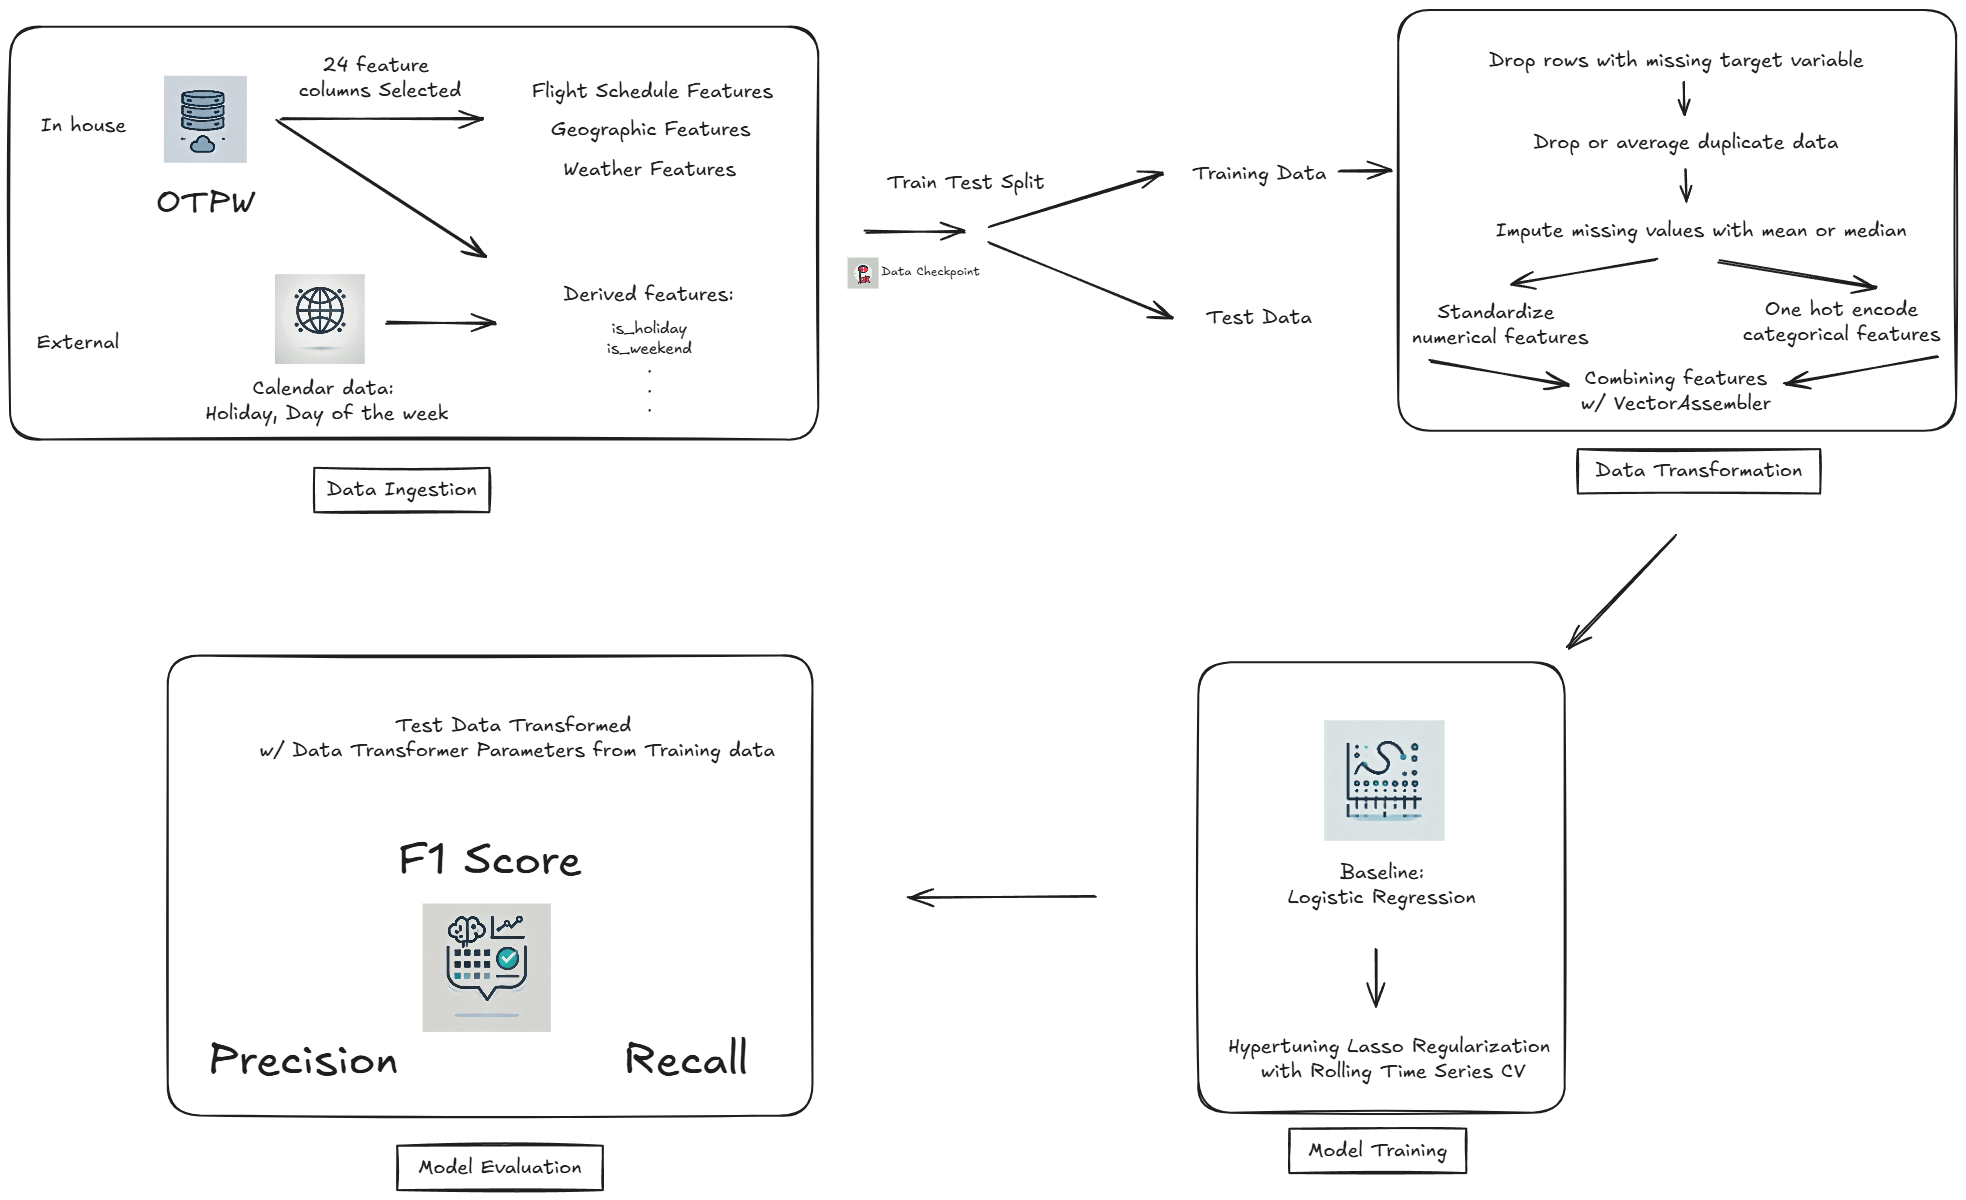 In house
OTPW
24 feature
columns Selected
Flight Schedule Features
Geographic Features
Weather Features
External
Calendar data:
Holiday, Day of the week
Derived features:
is_holiday
is_weekend
.
.
.
Data Ingestion
Train Test Split
Data Checkpoint
Training Data
Test Data
Drop rows with missing target variable
Drop or average duplicate data
Impute missing values with mean or median
Standardize
numerical features
One hot encode
categorical features
Combining features
w/ VectorAssembler
Data Transformation
Baseline:
Logistic Regression
Hypertuning Lasso Regularization
with Rolling Time Series CV
Model Training
Test Data Transformed
w/ Data Transformer Parameters from Training data
F1 Score
Precision
Recall
Model Evaluation